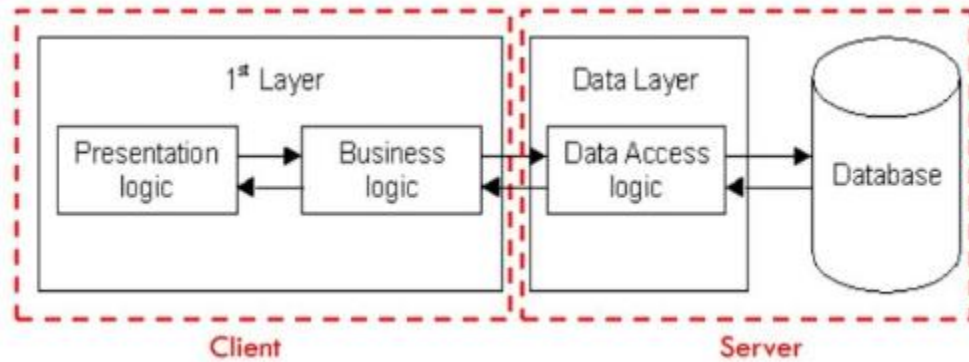 1st Layer
Data Layer
Presentation
logic
Business
logic
Data Access
logic
Database
Client
Server